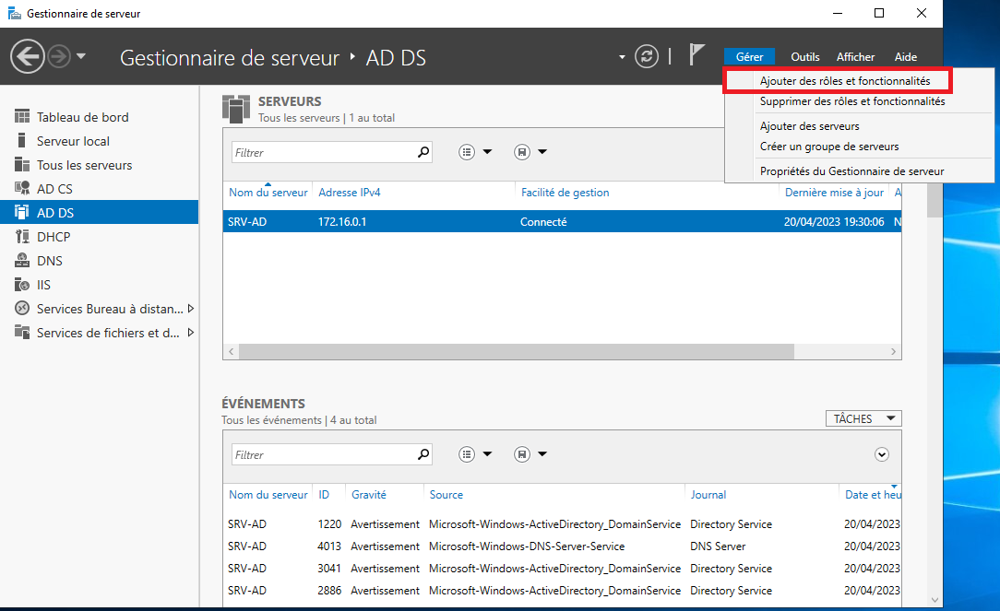 Gestionnaire de serveur
Gestionnaire de serveur ‣ AD DS
Gérer Outils Afficher Aide
Ajouter des rôles et fonctionnalités
Supprimer des rôles et fonctionnalités
Ajouter des serveurs
Créer un groupe de serveurs
Propriétés du Gestionnaire de serveur
Tableau de bord
Serveur local
Tous les serveurs
AD CS
AD DS
DHCP
DNS
IIS
Services Bureau à distan...
Services de fichiers et d...
SERVEURS
Tous les serveurs | 1 au total
Filtrer
Nom du serveur Adresse IPv4 Facilité de gestion Dernière mise à jour A
SRV-AD 172.16.0.1 Connecté 20/04/2023 19:30:06 N
ÉVÉNEMENTS
Tous les événements | 4 au total
TÂCHES
Filtrer
Nom du serveur ID Gravité Source Journal Date et heu
SRV-AD 1220 Avertissement Microsoft-Windows-ActiveDirectory_DomainService Directory Service 20/04/2023
SRV-AD 4013 Avertissement Microsoft-Windows-DNS-Server-Service DNS Server 20/04/2023
SRV-AD 3041 Avertissement Microsoft-Windows-ActiveDirectory_DomainService Directory Service 20/04/2023
SRV-AD 2886 Avertissement Microsoft-Windows-ActiveDirectory_DomainService Directory Service 20/04/2023